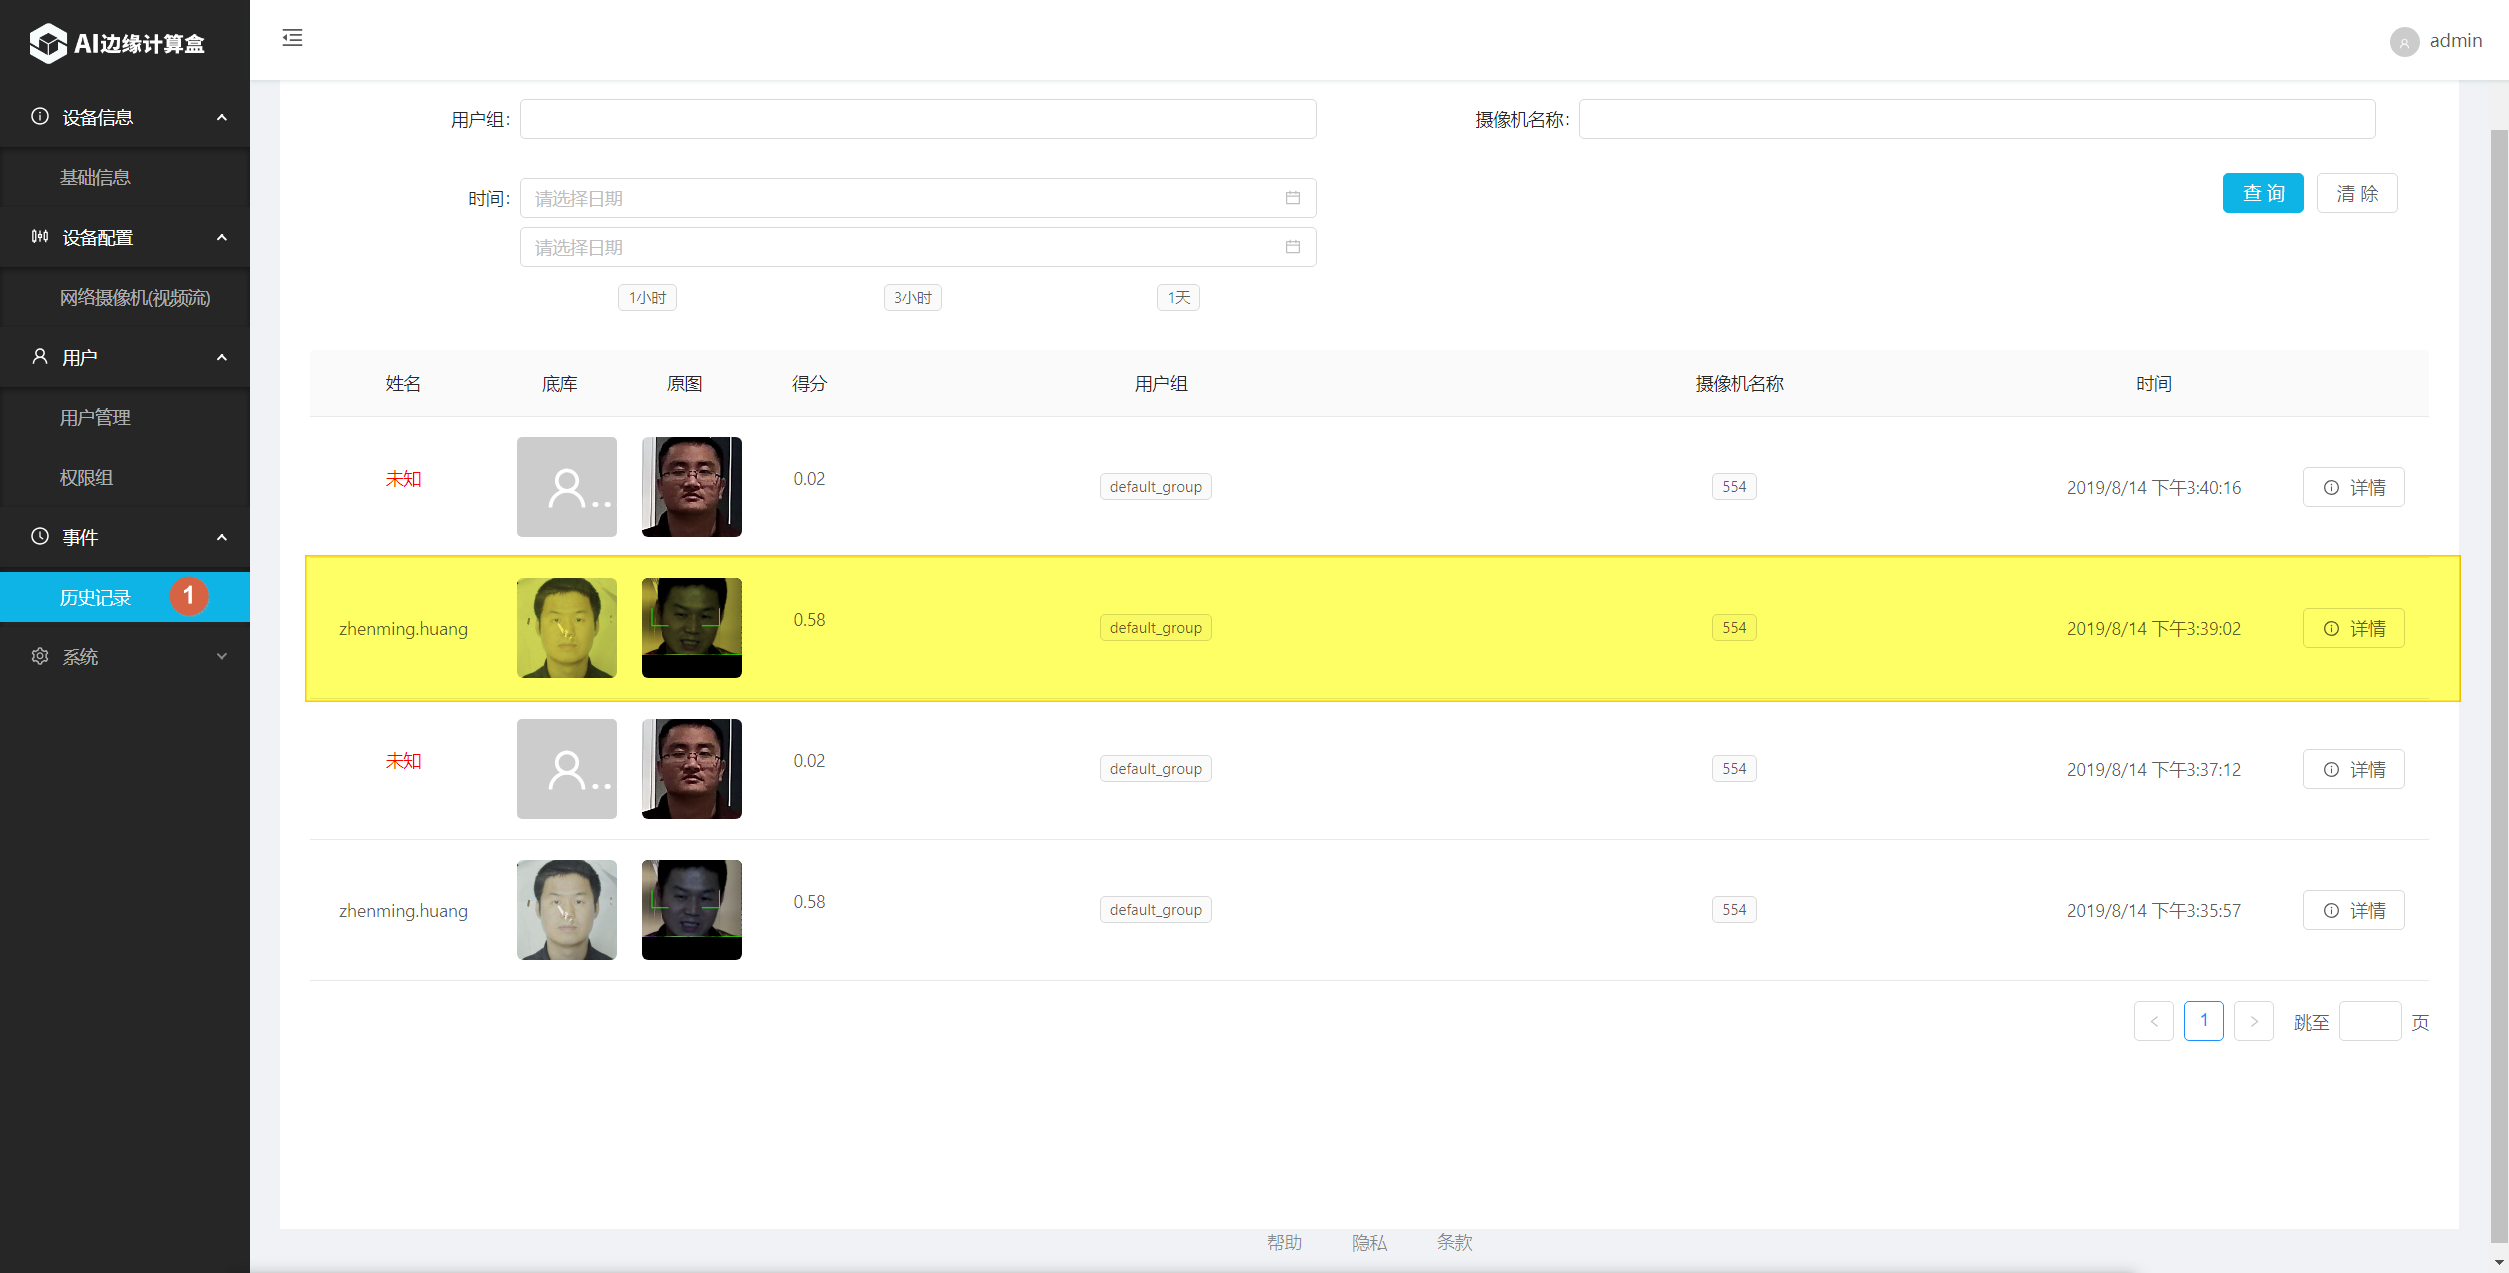 AI边缘计算盒
admin
设备信息
基础信息
设备配置
网络摄像机(视频流)
用户
用户管理
权限组
事件
历史记录 1
系统
用户组:
摄像机名称:
时间: 请选择日期
查 询 清 除
请选择日期
1小时 3小时 1天
姓名 底库 原图 得分 用户组 摄像机名称 时间
未知 0.02 default_group 554 2019/8/14 下午3:40:16 详情
zhenming.huang 0.58 default_group 554 2019/8/14 下午3:39:02 详情
未知 0.02 default_group 554 2019/8/14 下午3:37:12 详情
zhenming.huang 0.58 default_group 554 2019/8/14 下午3:35:57 详情
< 1 > 跳至 页
帮助 隐私 条款